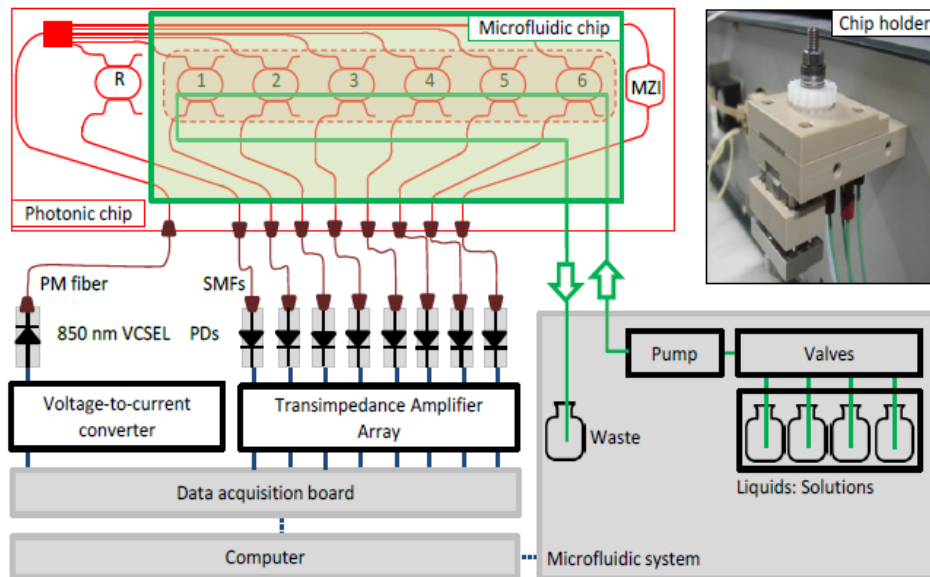 Microfluidic chip
Chip holder
R
1
2
3
4
5
6
MZI
Photonic chip
PM fiber
SMFs
850 nm VCSEL
PDs
Voltage-to-current
converter
Transimpedance Amplifier
Array
Pump
Valves
Waste
Liquids: Solutions
Data acquisition board
Computer
Microfluidic system